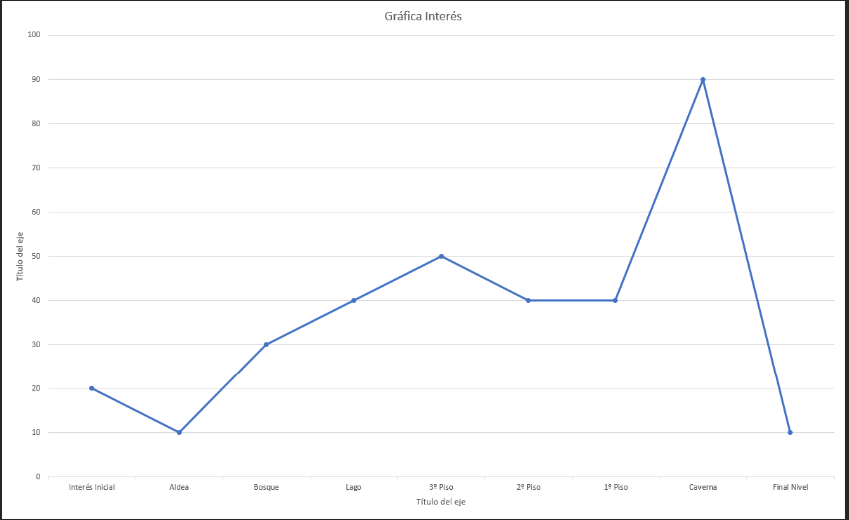 Gráfica Interés
100
90
80
70
60
50
40
30
20
10
0
Título del eje
Interés Inicial
Aldea
Bosque
Lago
3º Piso
2º Piso
1º Piso
Caverna
Final Nivel
Título del eje